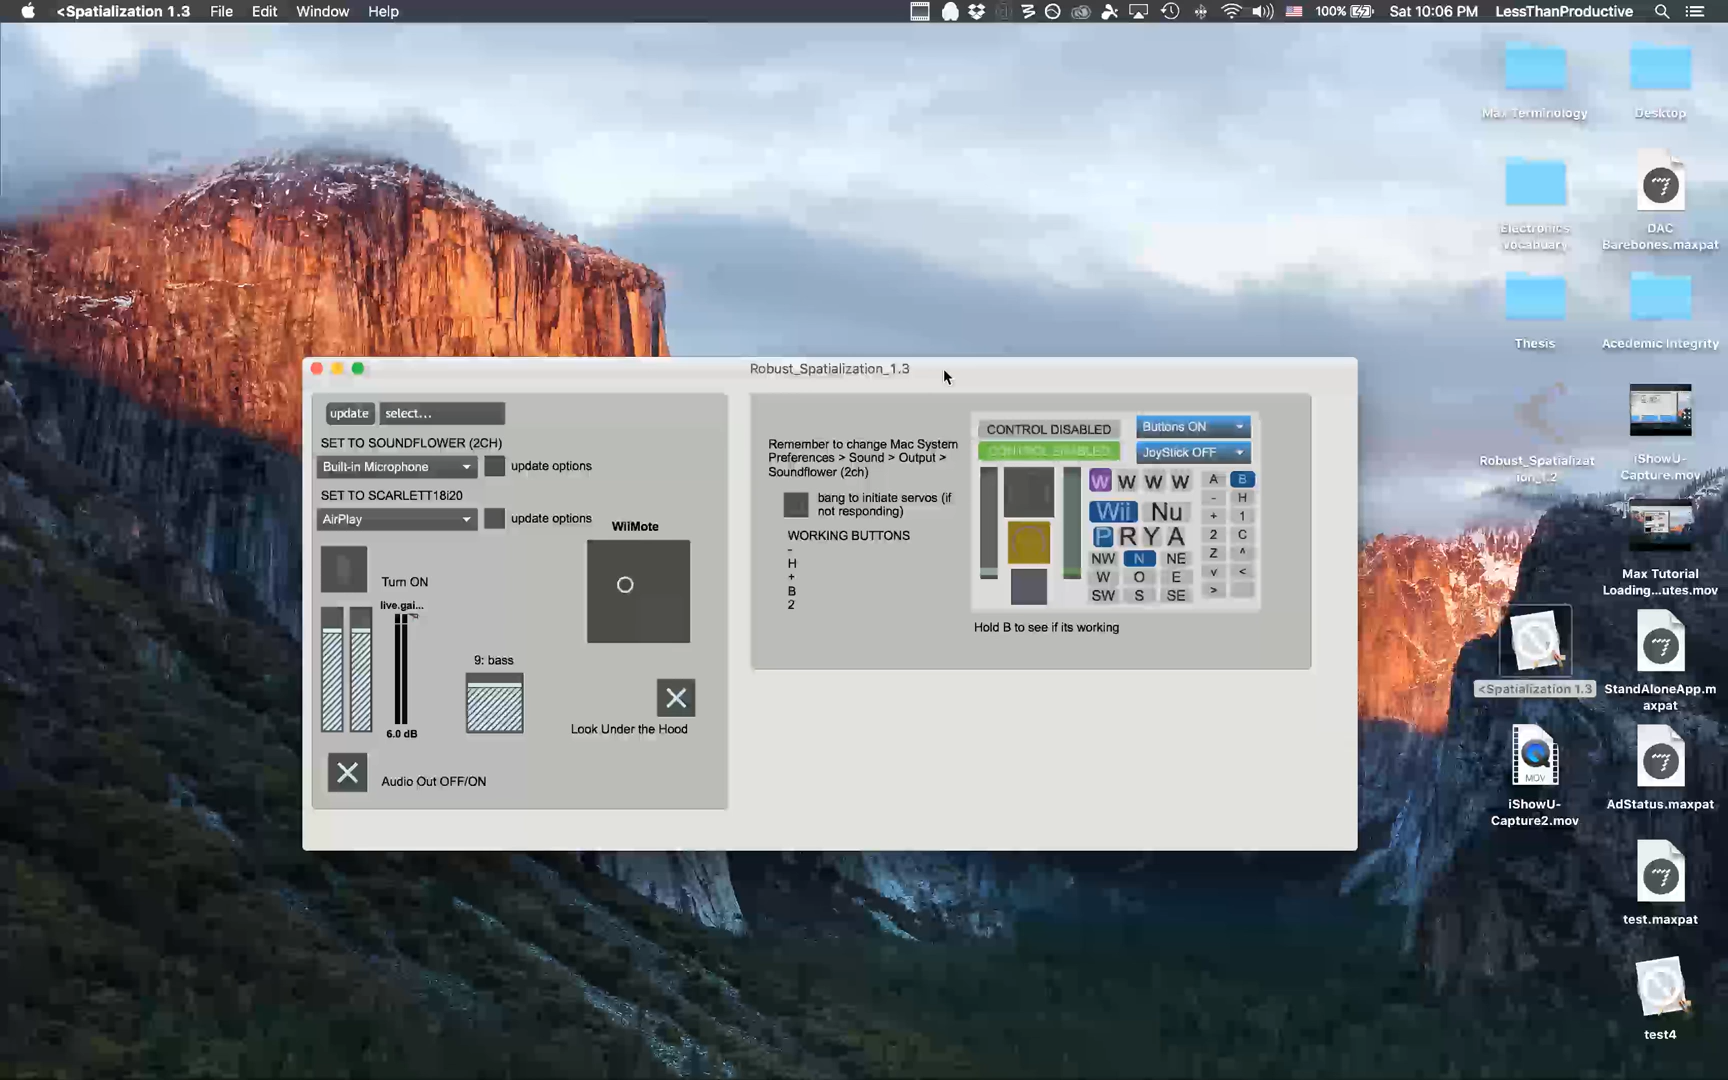 <Spatialization 1.3 File Edit Window Help
100% Sat 10:06 PM LessThanProductive
Robust_Spatialization_1.3
update select...
SET TO SOUNDFLOWER (2CH)
Built-in Microphone update options
SET TO SCARLETT18i20
AirPlay update options
WiiMote
Turn ON
live.gai...
9: bass
6.0 dB
Look Under the Hood
Audio Out OFF/ON
Remember to change Mac System
Preferences > Sound > Output >
Soundflower (2ch)
bang to initiate servos (if
not responding)
WORKING BUTTONS
-
H
+
B
2
CONTROL DISABLED
CONTROL ENABLED
Buttons ON
JoyStick OFF
W W W W
Wii Nu
P R Y A
NW N NE
W O E
SW S SE
A B
- H
+ 1
2 C
Z ^
v <
>
Hold B to see if its working
Max Terminology
Desktop
Electronics
Vocabuary
DAC
Barebones.maxpat
Thesis
Acedemic Integrity
Robust_Spatializat
ion_1.2
iShowU-
Capture.mov
Max Tutorial
Loading...utes.mov
<Spatialization 1.3
StandAloneApp.m
axpat
MOV
iShowU-
Capture2.mov
AdStatus.maxpat
test.maxpat
test4